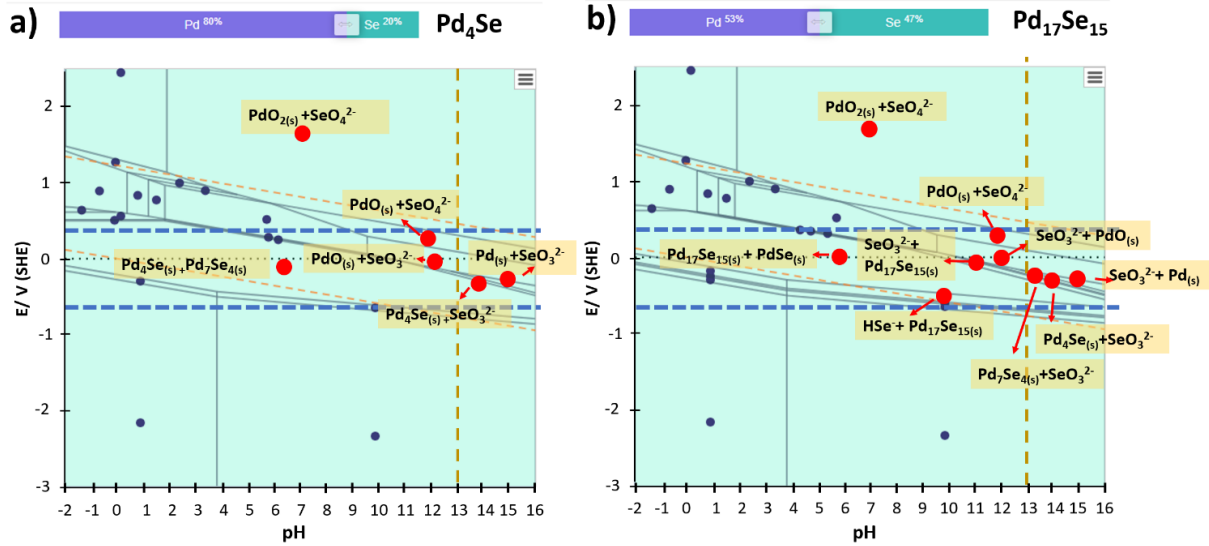 a)
Pd 80%
Se 20%
Pd₄Se
PdO₂₍ₛ₎ +SeO₄²⁻
PdO₍ₛ₎ +SeO₄²⁻
PdO₍ₛ₎ +SeO₃²⁻
Pd₍ₛ₎ +SeO₃²⁻
Pd₄Se₍ₛ₎ + Pd₇Se₄₍ₛ₎
Pd₄Se₍ₛ₎ + SeO₃²⁻
E/ V (SHE)
2
1
0
-1
-2
-3
-2 -1 0 1 2 3 4 5 6 7 8 9 10 11 12 13 14 15 16
pH
b)
Pd 53%
Se 47%
Pd₁₇Se₁₅
PdO₂₍ₛ₎ +SeO₄²⁻
PdO₍ₛ₎ +SeO₄²⁻
SeO₃²⁻ + PdO₍ₛ₎
SeO₃²⁻+
Pd₁₇Se₁₅₍ₛ₎
Pd₁₇Se₁₅₍ₛ₎ + PdSe₍ₛ₎
SeO₃²⁻+ Pd₍ₛ₎
HSe⁻+ Pd₁₇Se₁₅₍ₛ₎
Pd₄Se₍ₛ₎+SeO₃²⁻
Pd₇Se₄₍ₛ₎+SeO₃²⁻
E/ V (SHE)
2
1
0
-1
-2
-3
-2 -1 0 1 2 3 4 5 6 7 8 9 10 11 12 13 14 15 16
pH